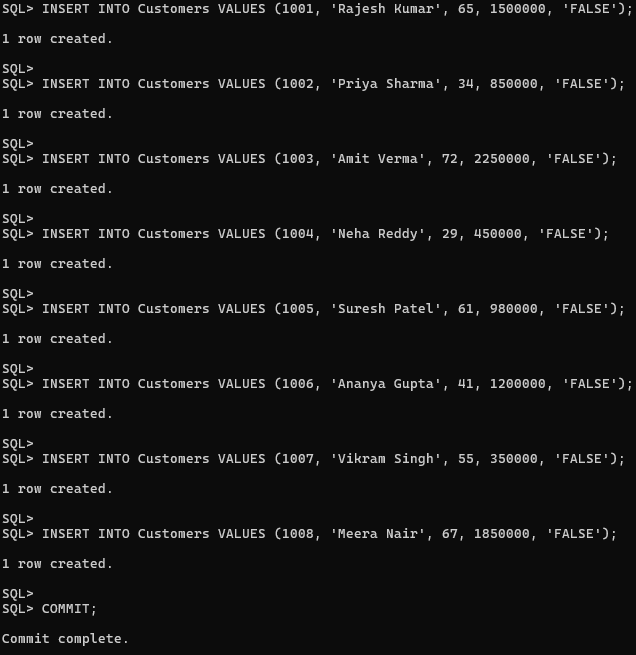 SQL> INSERT INTO Customers VALUES (1001, 'Rajesh Kumar', 65, 1500000, 'FALSE');
1 row created.
SQL>
SQL> INSERT INTO Customers VALUES (1002, 'Priya Sharma', 34, 850000, 'FALSE');
1 row created.
SQL>
SQL> INSERT INTO Customers VALUES (1003, 'Amit Verma', 72, 2250000, 'FALSE');
1 row created.
SQL>
SQL> INSERT INTO Customers VALUES (1004, 'Neha Reddy', 29, 450000, 'FALSE');
1 row created.
SQL>
SQL> INSERT INTO Customers VALUES (1005, 'Suresh Patel', 61, 980000, 'FALSE');
1 row created.
SQL>
SQL> INSERT INTO Customers VALUES (1006, 'Ananya Gupta', 41, 1200000, 'FALSE');
1 row created.
SQL>
SQL> INSERT INTO Customers VALUES (1007, 'Vikram Singh', 55, 350000, 'FALSE');
1 row created.
SQL>
SQL> INSERT INTO Customers VALUES (1008, 'Meera Nair', 67, 1850000, 'FALSE');
1 row created.
SQL>
SQL> COMMIT;
Commit complete.